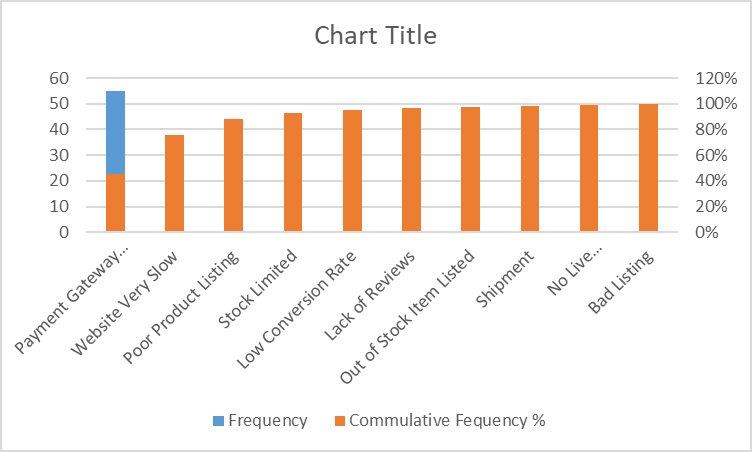 Chart Title
60
50
40
30
20
10
0
120%
100%
80%
60%
40%
20%
0%
Payment Gateway...
Website Very Slow
Poor Product Listing
Stock Limited
Low Conversion Rate
Lack of Reviews
Out of Stock Item Listed
Shipment
No Live...
Bad Listing
Frequency
Commulative Fequency %